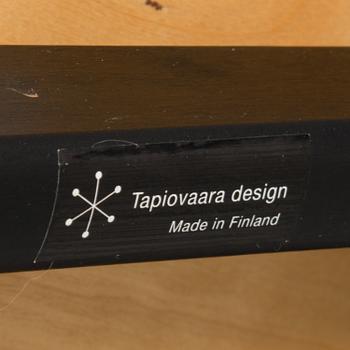 Tapiovaara design
Made in Finland